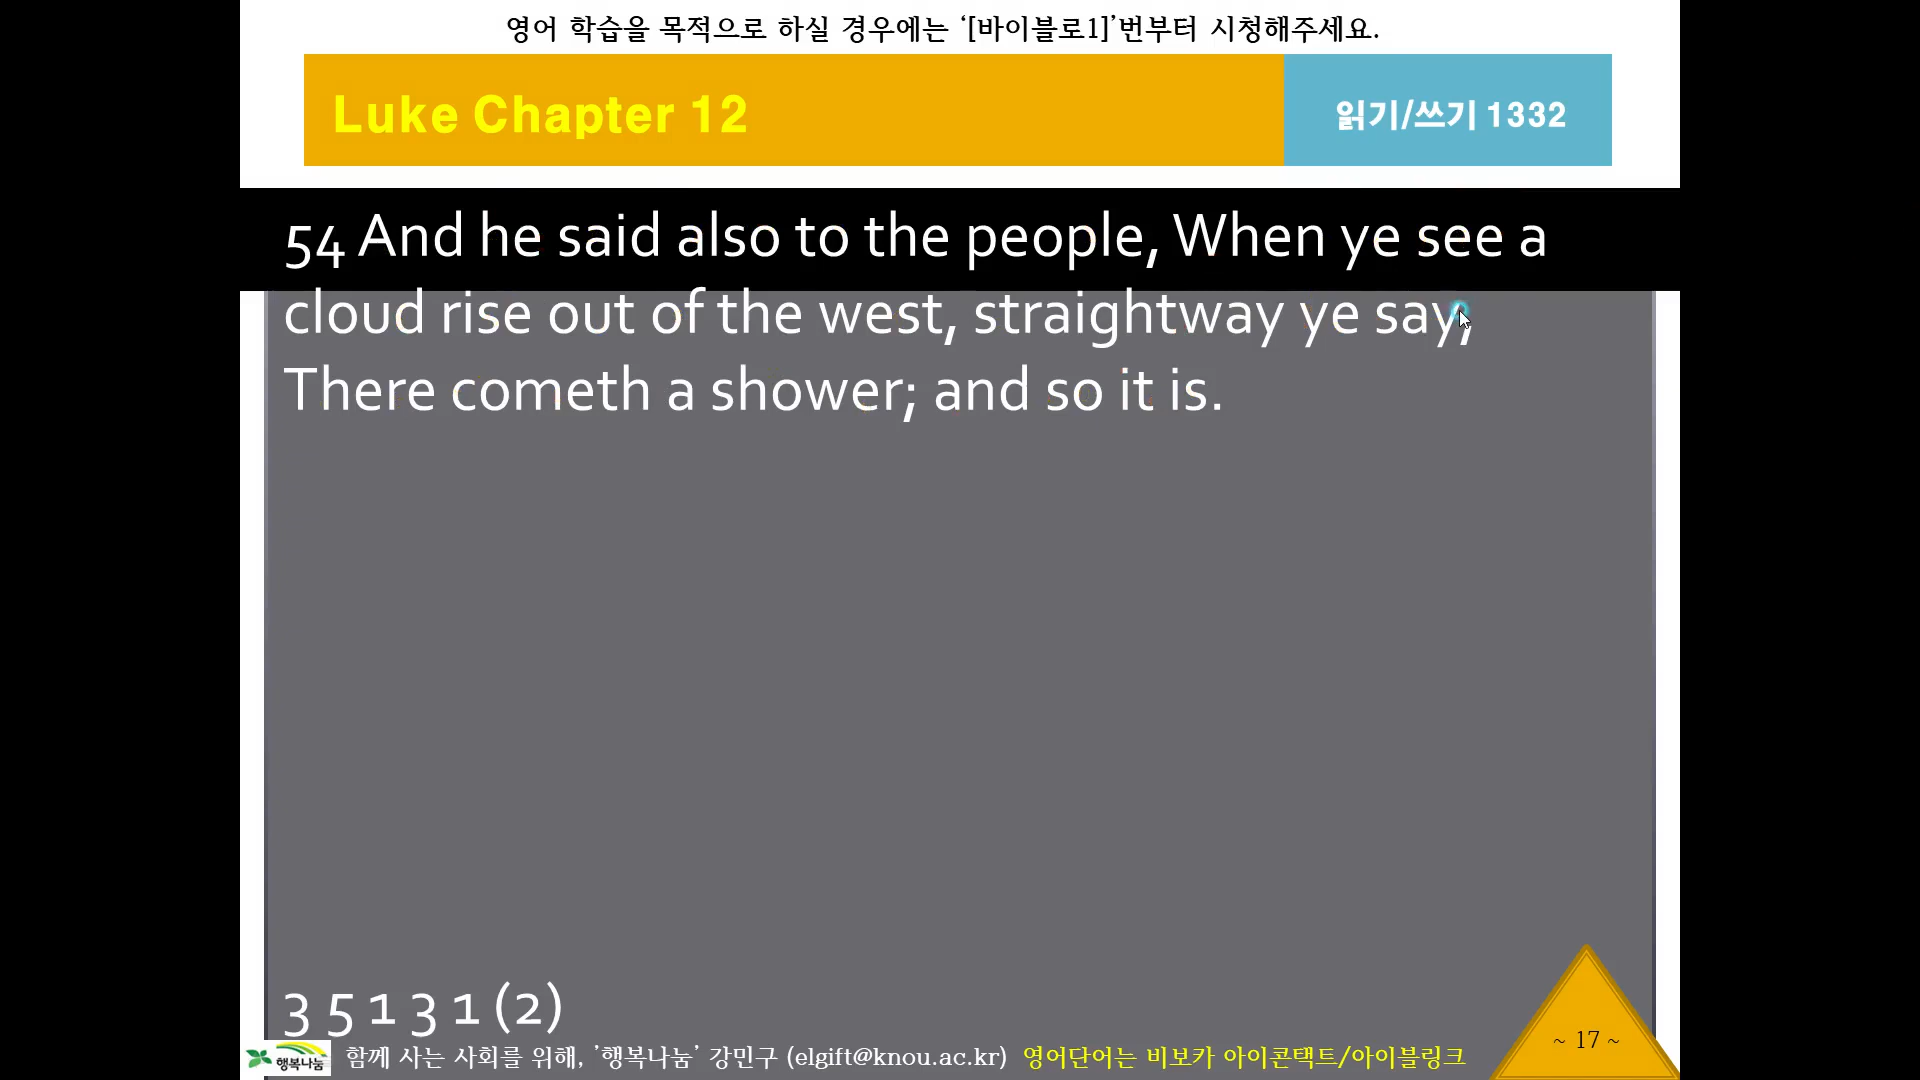 영어 학습을 목적으로 하실 경우에는 ‘[바이블로1]’번부터 시청해주세요.
Luke Chapter 12
읽기/쓰기 1332
54 And he said also to the people, When ye see a
cloud rise out of the west, straightway ye say,
There cometh a shower; and so it is.
3 5 1 3 1 (2)
~ 17 ~
행복나눔
함께 사는 사회를 위해, ’행복나눔’ 강민구 (elgift@knou.ac.kr) 영어단어는 비보카 아이콘택트/아이블링크